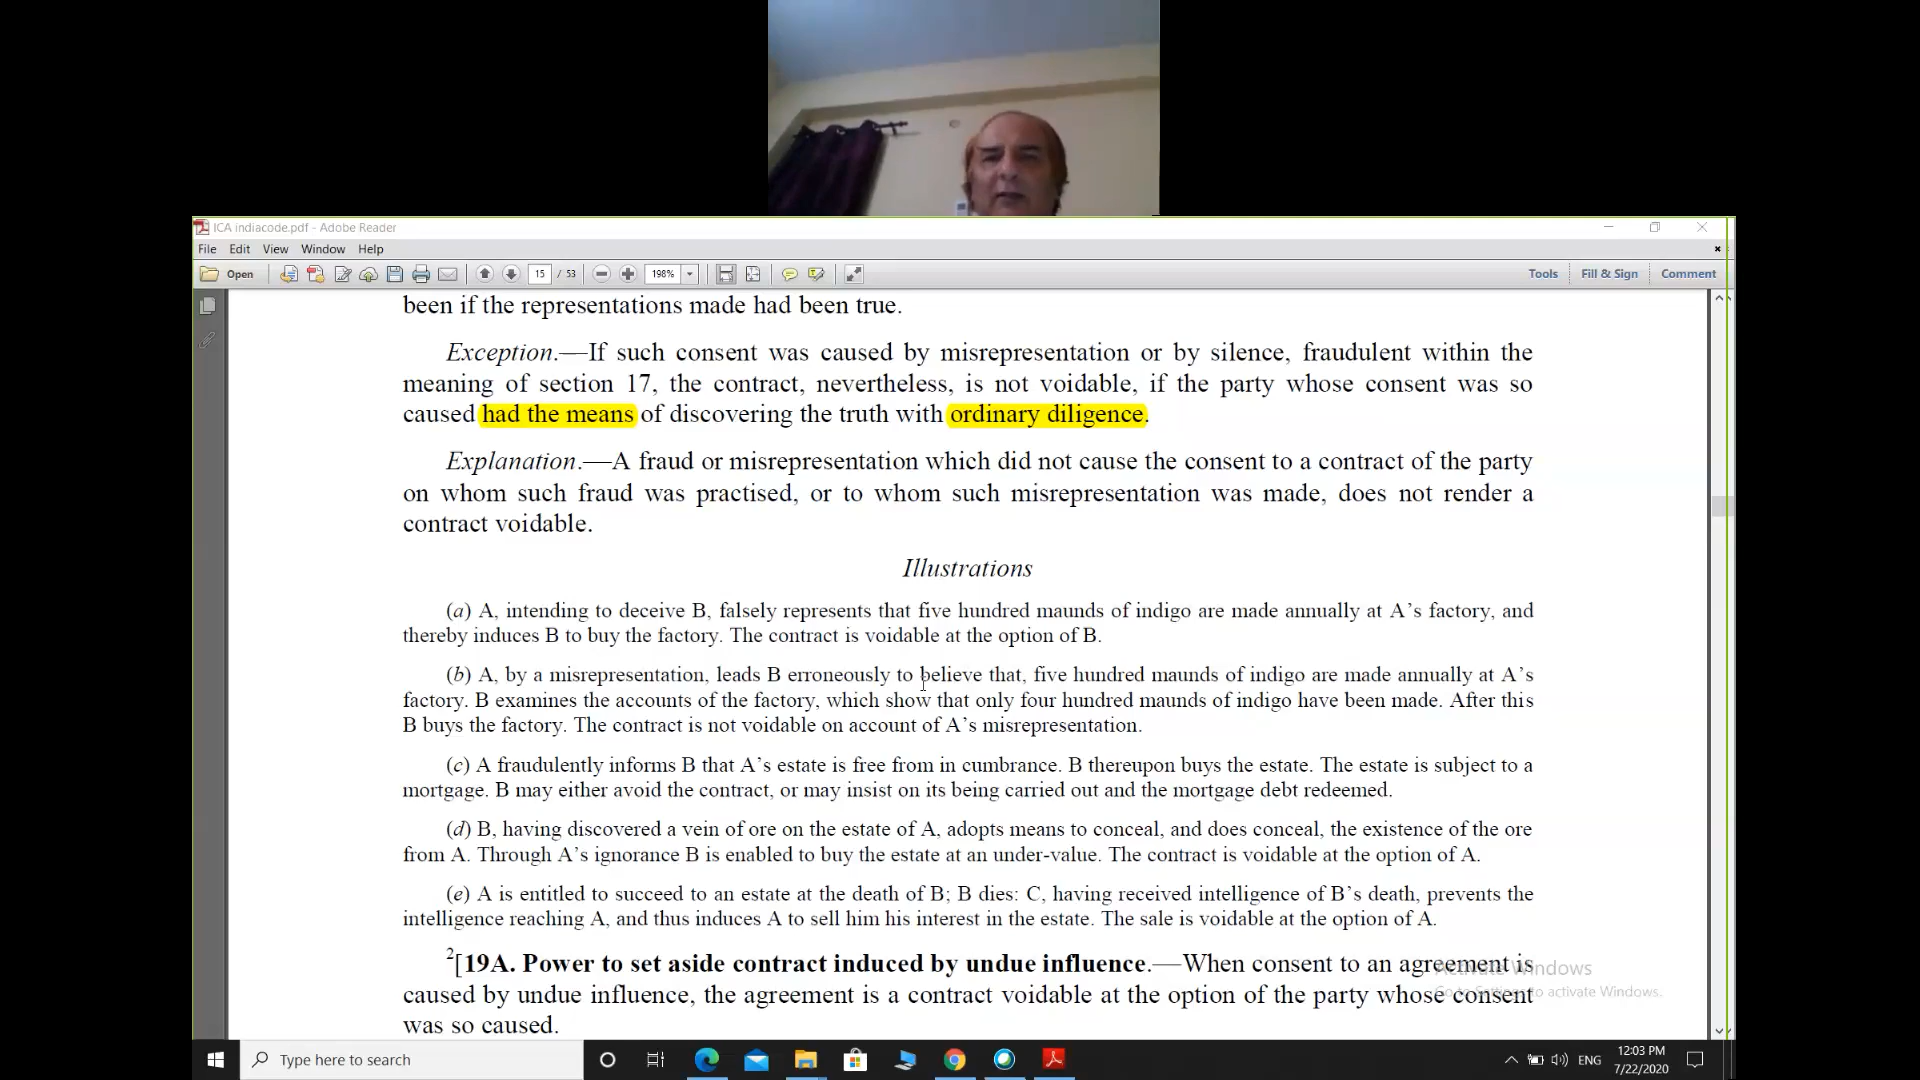 ICA indiacode.pdf - Adobe Reader
File Edit View Window Help
Open 15 / 53 198% Tools Fill & Sign Comment
been if the representations made had been true.
Exception.—If such consent was caused by misrepresentation or by silence, fraudulent within the
meaning of section 17, the contract, nevertheless, is not voidable, if the party whose consent was so
caused had the means of discovering the truth with ordinary diligence.
Explanation.—A fraud or misrepresentation which did not cause the consent to a contract of the party
on whom such fraud was practised, or to whom such misrepresentation was made, does not render a
contract voidable.
Illustrations
(a) A, intending to deceive B, falsely represents that five hundred maunds of indigo are made annually at A's factory, and
thereby induces B to buy the factory. The contract is voidable at the option of B.
(b) A, by a misrepresentation, leads B erroneously to believe that, five hundred maunds of indigo are made annually at A's
factory. B examines the accounts of the factory, which show that only four hundred maunds of indigo have been made. After this
B buys the factory. The contract is not voidable on account of A's misrepresentation.
(c) A fraudulently informs B that A's estate is free from in cumbrance. B thereupon buys the estate. The estate is subject to a
mortgage. B may either avoid the contract, or may insist on its being carried out and the mortgage debt redeemed.
(d) B, having discovered a vein of ore on the estate of A, adopts means to conceal, and does conceal, the existence of the ore
from A. Through A's ignorance B is enabled to buy the estate at an under-value. The contract is voidable at the option of A.
(e) A is entitled to succeed to an estate at the death of B; B dies: C, having received intelligence of B's death, prevents the
intelligence reaching A, and thus induces A to sell him his interest in the estate. The sale is voidable at the option of A.
2[19A. Power to set aside contract induced by undue influence.—When consent to an agreement is
caused by undue influence, the agreement is a contract voidable at the option of the party whose consent
was so caused.
Activate Windows
Go to Settings to activate Windows.
Type here to search
ENG
12:03 PM
7/22/2020